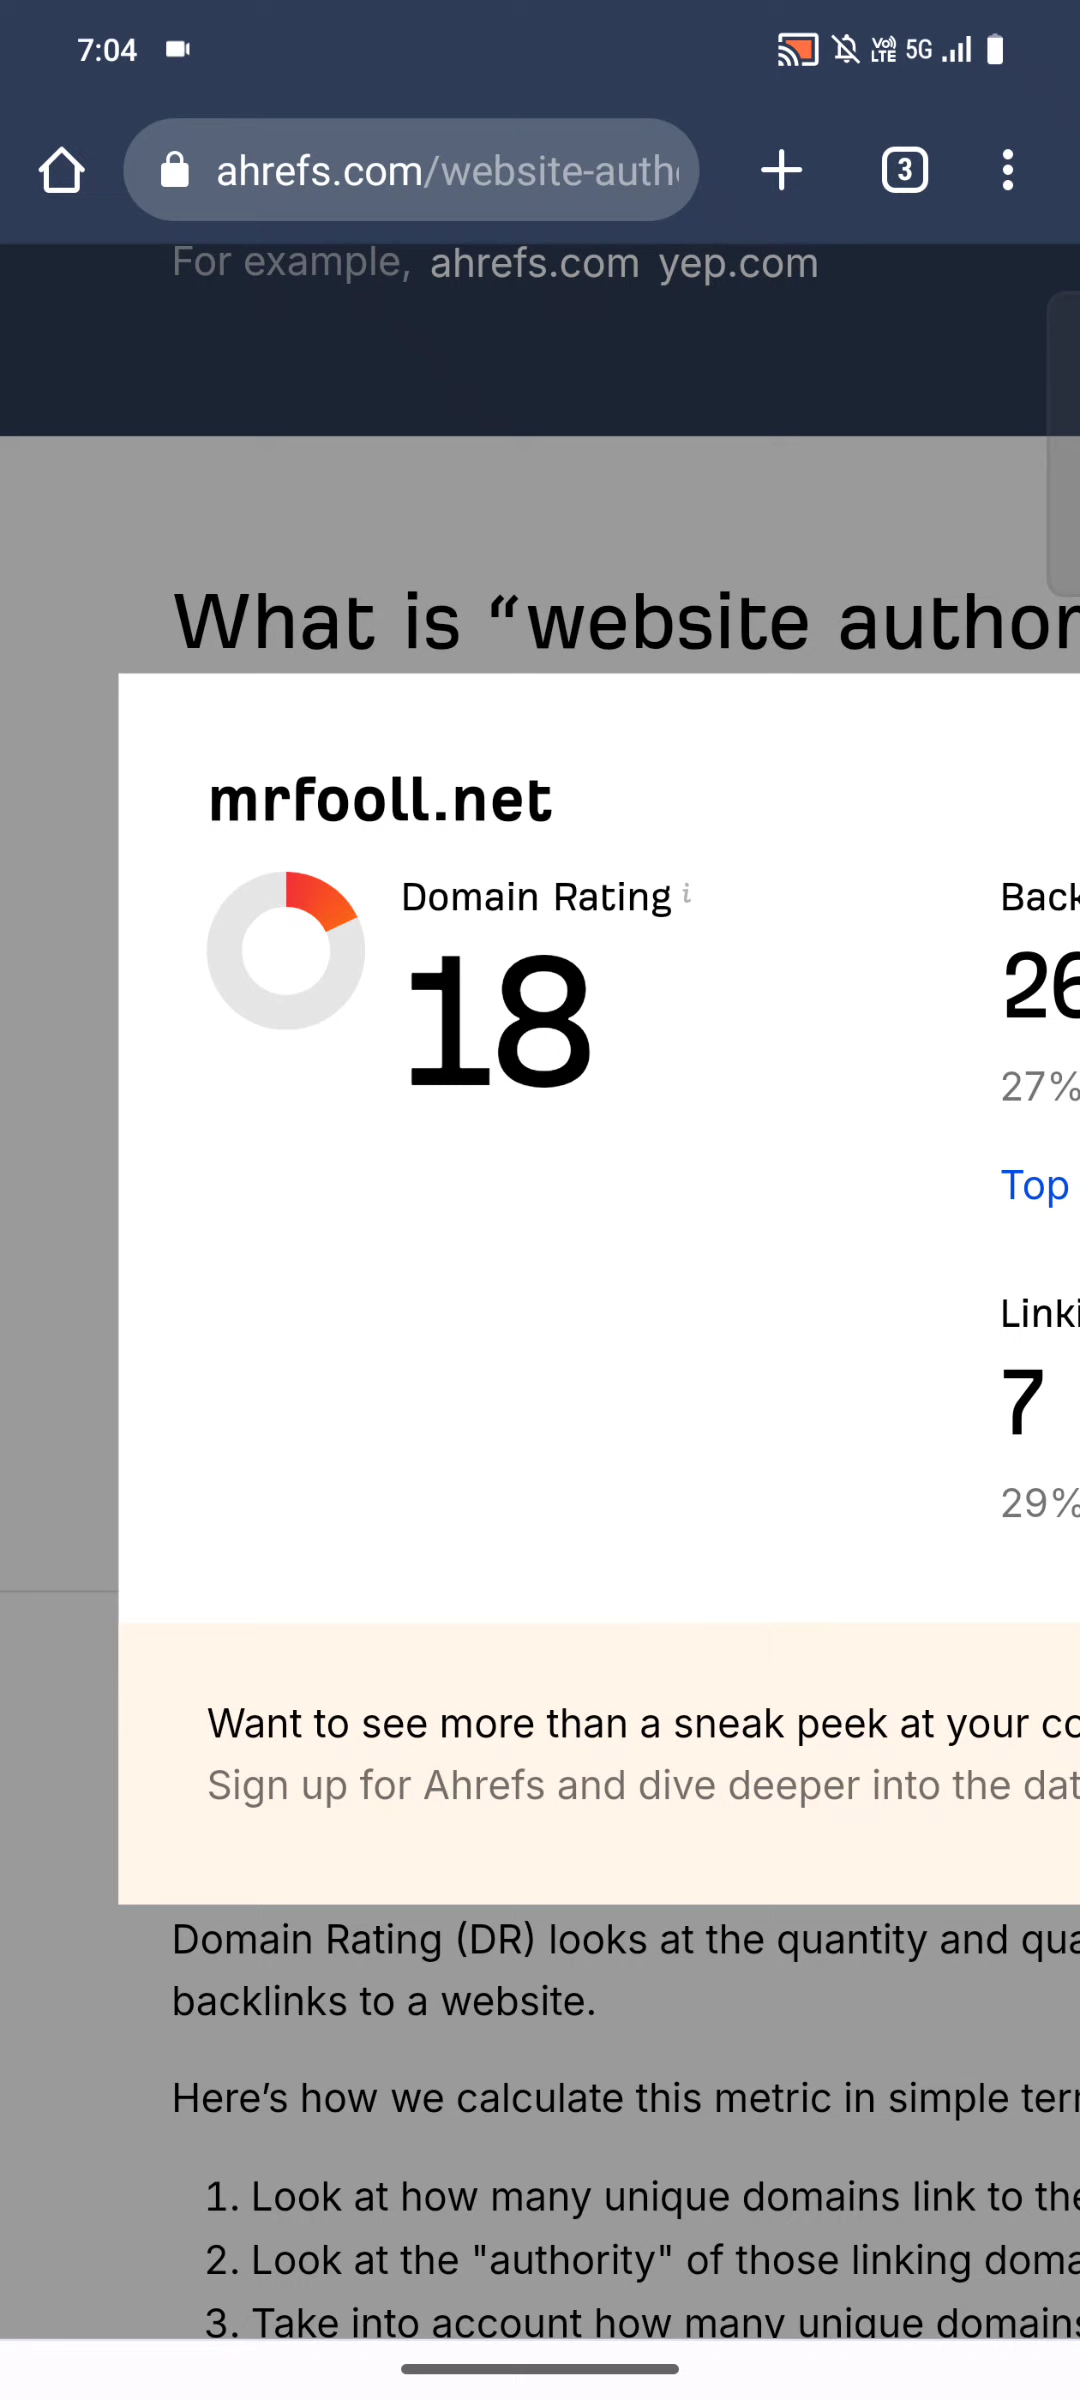 7:04
Vo)) LTE 5G
ahrefs.com/website-auth
3
For example, ahrefs.com yep.com
What is “website author
mrfooll.net
Domain Rating i
18
Back
26
27%
Top
Linki
7
29%
Want to see more than a sneak peek at your co
Sign up for Ahrefs and dive deeper into the dat
Domain Rating (DR) looks at the quantity and qua
backlinks to a website.
Here’s how we calculate this metric in simple ter
1. Look at how many unique domains link to the
2. Look at the "authority" of those linking doma
3. Take into account how many unique domains